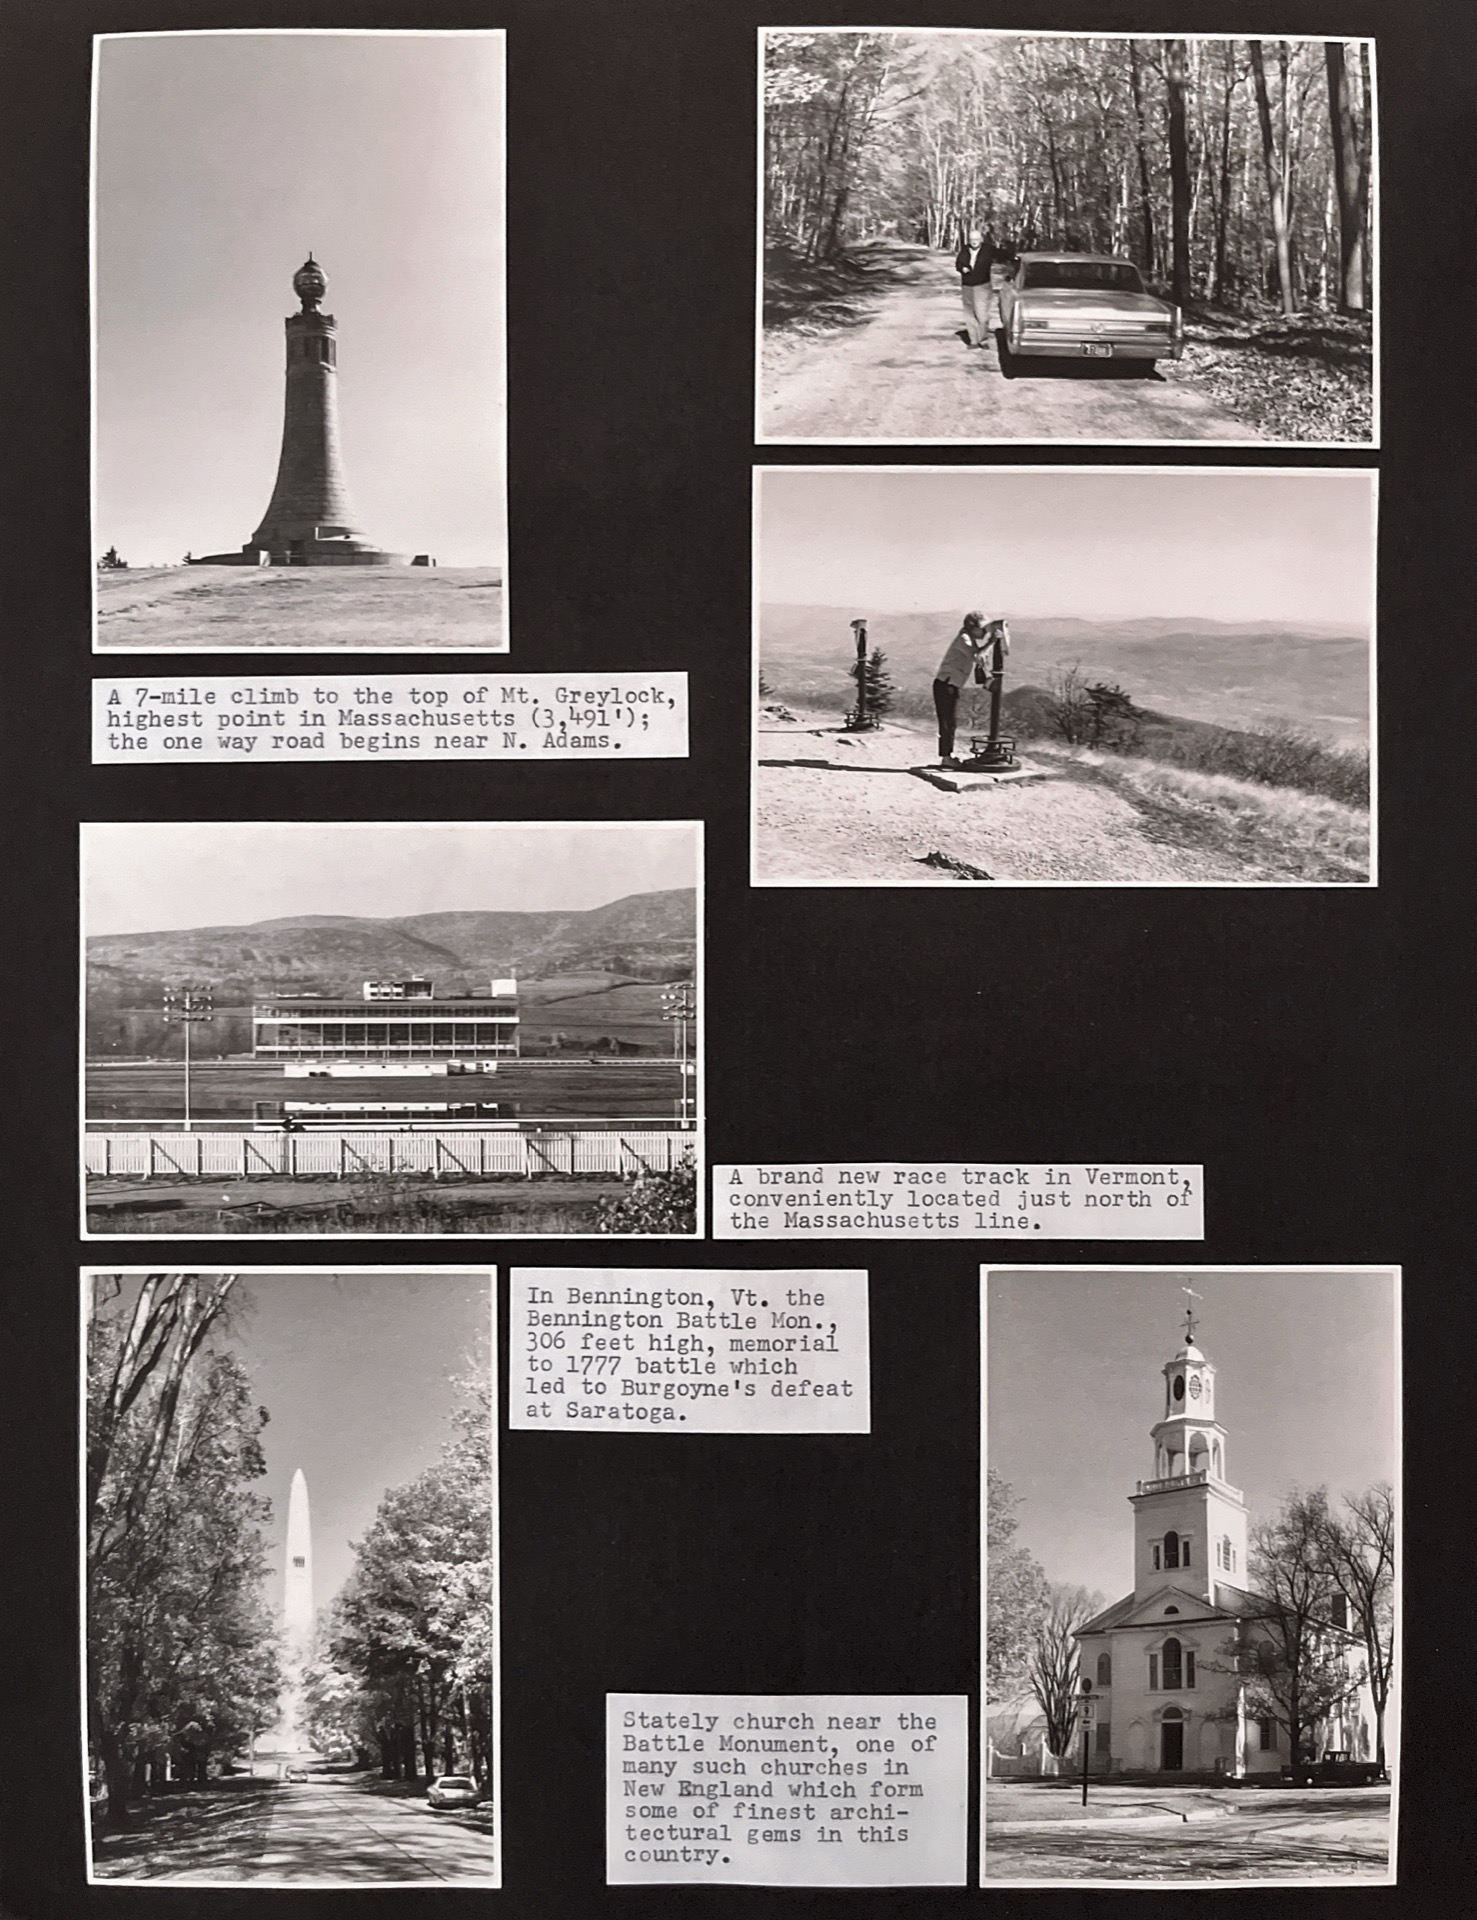 A 7-mile climb to the top of Mt. Greylock,
highest point in Massachusetts (3,491');
the one way road begins near N. Adams.
A brand new race track in Vermont,
conveniently located just north of
the Massachusetts line.
In Bennington, Vt. the
Bennington Battle Mon.,
306 feet high, memorial
to 1777 battle which
led to Burgoyne's defeat
at Saratoga.
Stately church near the
Battle Monument, one of
many such churches in
New England which form
some of finest archi-
tectural gems in this
country.
9